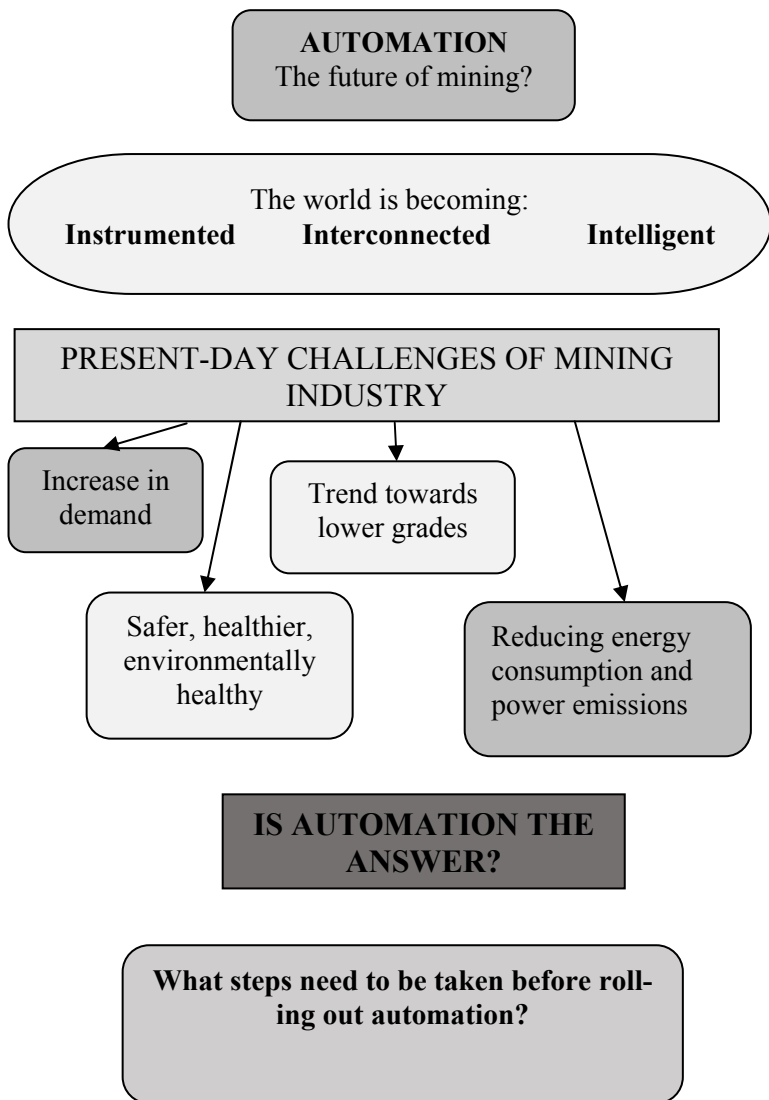 AUTOMATION
The future of mining?
The world is becoming:
Instrumented Interconnected Intelligent
PRESENT-DAY CHALLENGES OF MINING
INDUSTRY
Increase in
demand
Trend towards
lower grades
Safer, healthier,
environmentally
healthy
Reducing energy
consumption and
power emissions
IS AUTOMATION THE
ANSWER?
What steps need to be taken before roll-
ing out automation?